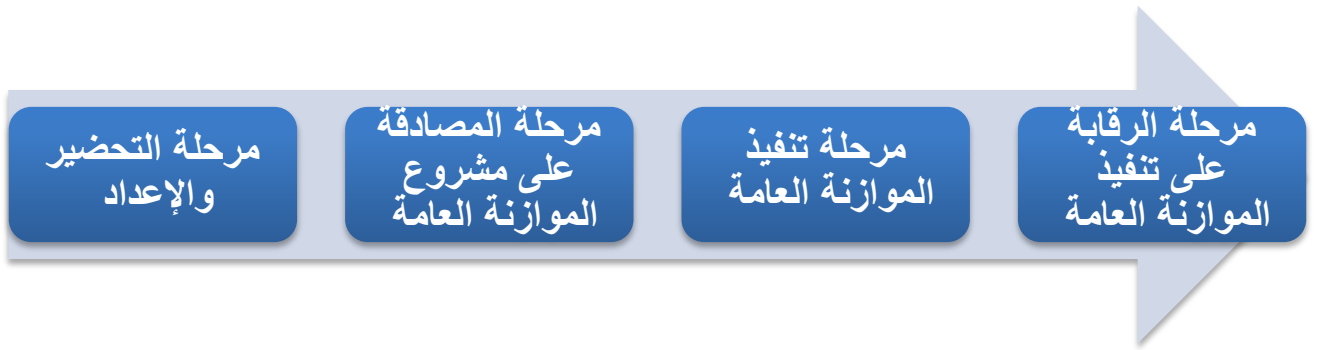 مرحلة التحضير
والإعداد
مرحلة المصادقة
على مشروع
الموازنة العامة
مرحلة تنفيذ
الموازنة العامة
مرحلة الرقابة
على تنفيذ
الموازنة العامة